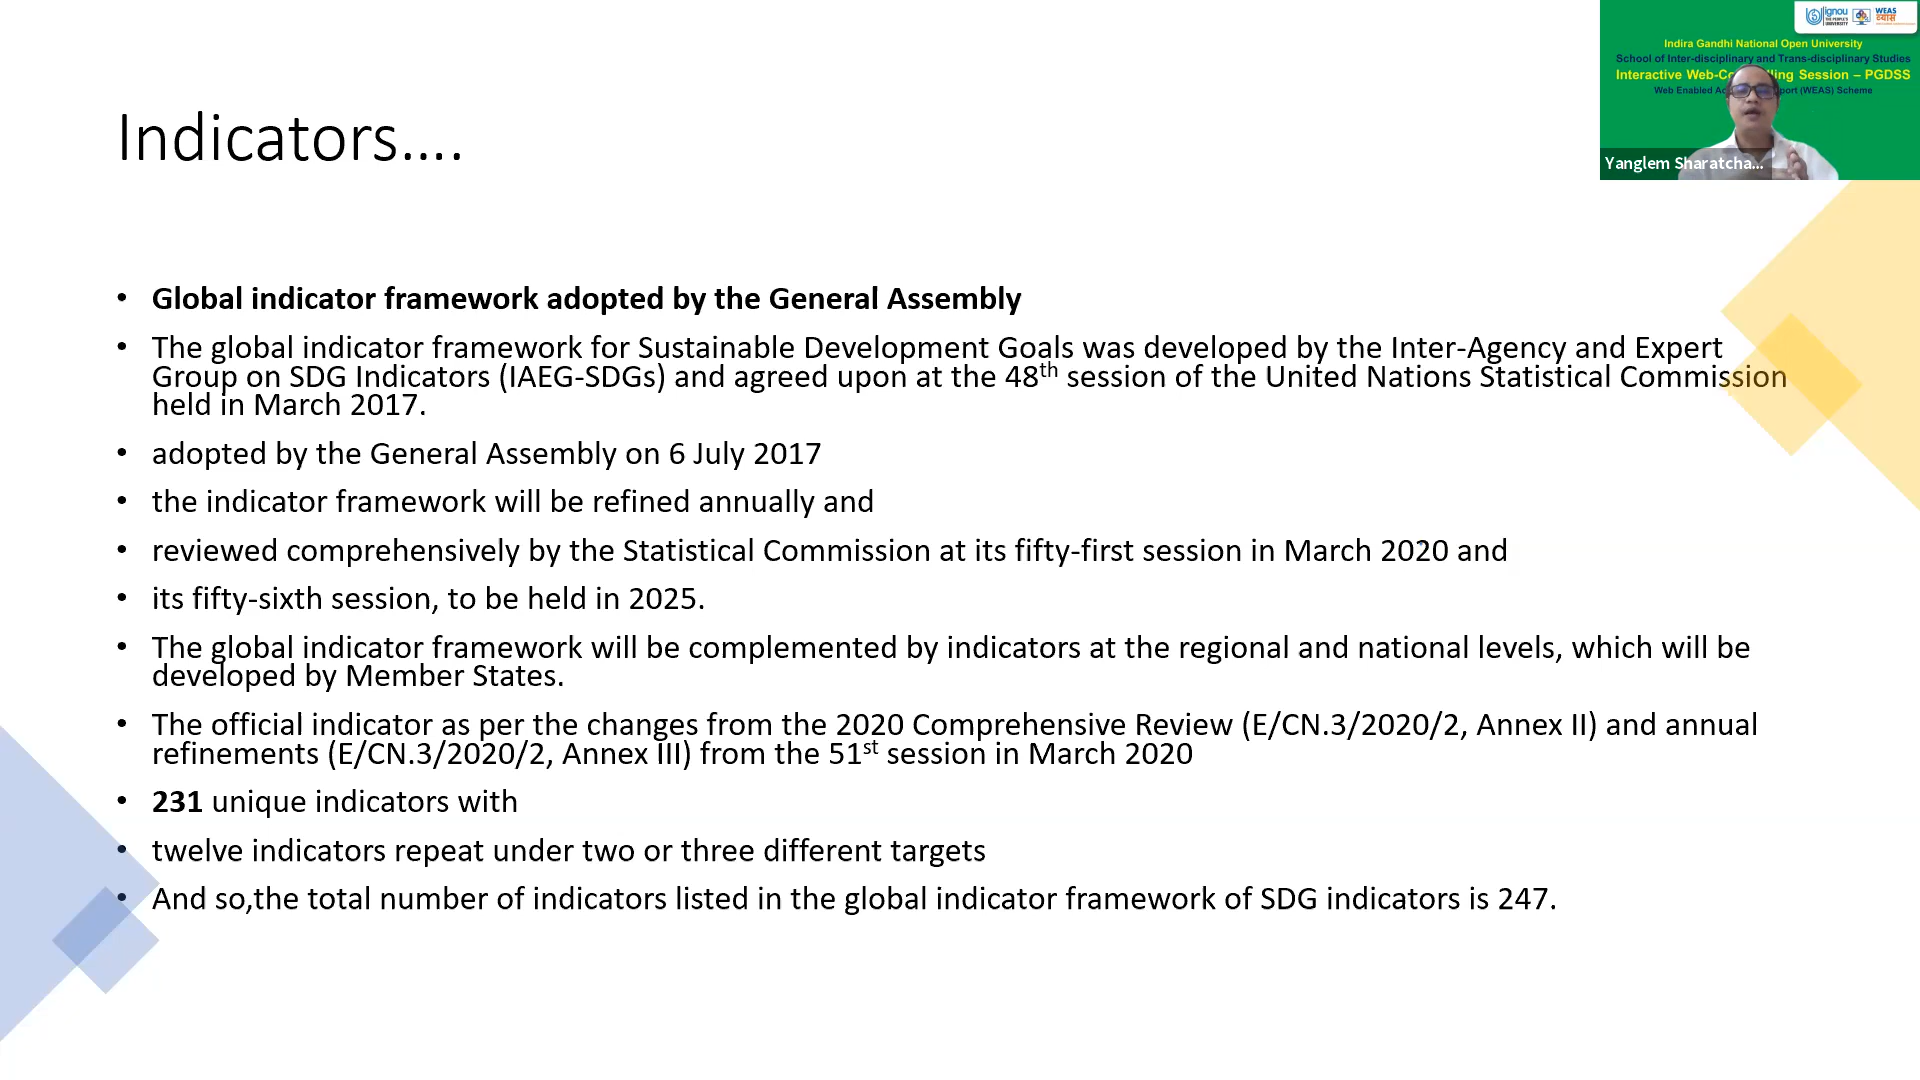 ignou
THE PEOPLE'S
UNIVERSITY
WEAS
व्यास
Indira Gandhi National Open University
School of Inter-disciplinary and Trans-disciplinary Studies
Interactive Web-Co lling Session – PGDSS
Web Enabled Ac port (WEAS) Scheme
Yanglem Sharatcha...
Indicators….
• Global indicator framework adopted by the General Assembly
• The global indicator framework for Sustainable Development Goals was developed by the Inter-Agency and Expert
Group on SDG Indicators (IAEG-SDGs) and agreed upon at the 48th session of the United Nations Statistical Commission
held in March 2017.
• adopted by the General Assembly on 6 July 2017
• the indicator framework will be refined annually and
• reviewed comprehensively by the Statistical Commission at its fifty-first session in March 2020 and
• its fifty-sixth session, to be held in 2025.
• The global indicator framework will be complemented by indicators at the regional and national levels, which will be
developed by Member States.
• The official indicator as per the changes from the 2020 Comprehensive Review (E/CN.3/2020/2, Annex II) and annual
refinements (E/CN.3/2020/2, Annex III) from the 51st session in March 2020
• 231 unique indicators with
• twelve indicators repeat under two or three different targets
• And so,the total number of indicators listed in the global indicator framework of SDG indicators is 247.